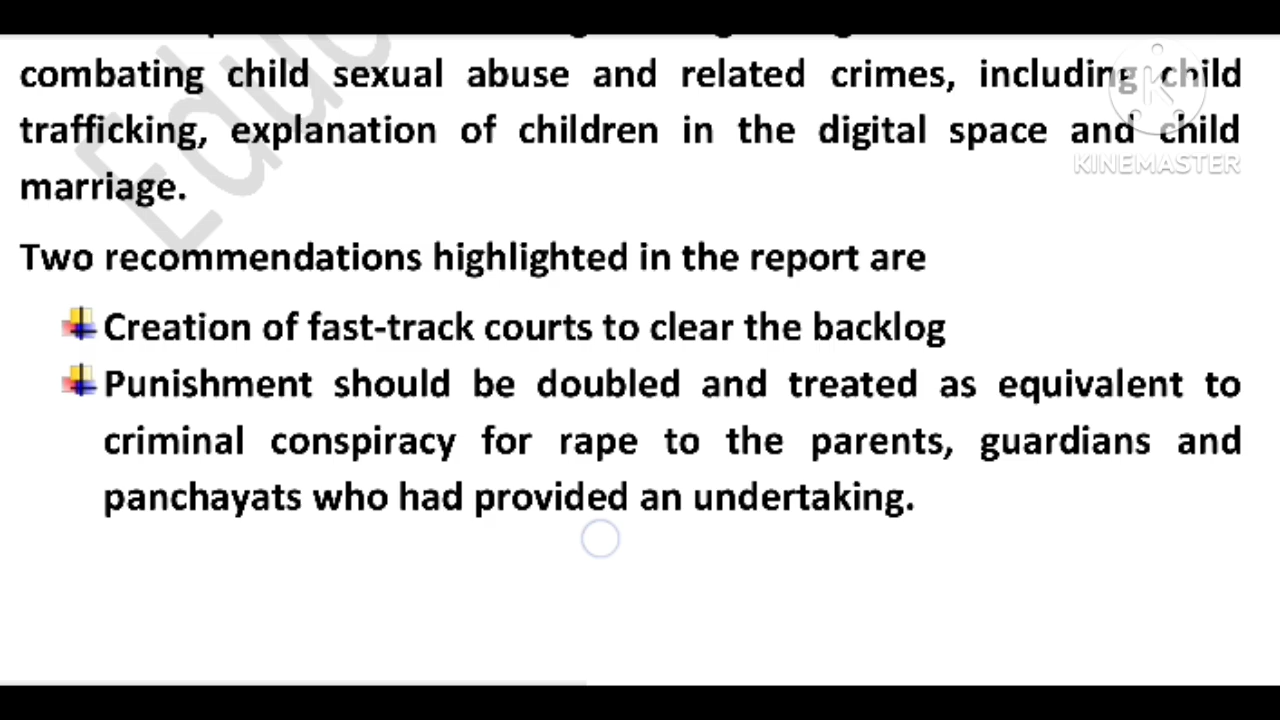 combating child sexual abuse and related crimes, including child
trafficking, explanation of children in the digital space and child
marriage.
KINEMASTER
Two recommendations highlighted in the report are
Creation of fast-track courts to clear the backlog
Punishment should be doubled and treated as equivalent to
criminal conspiracy for rape to the parents, guardians and
panchayats who had provided an undertaking.